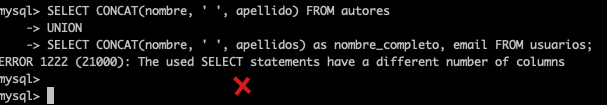 mysql> SELECT CONCAT(nombre, ' ', apellido) FROM autores
-> UNION
-> SELECT CONCAT(nombre, ' ', apellidos) as nombre_completo, email FROM usuarios;
ERROR 1222 (21000): The used SELECT statements have a different number of columns
mysql>
mysql>